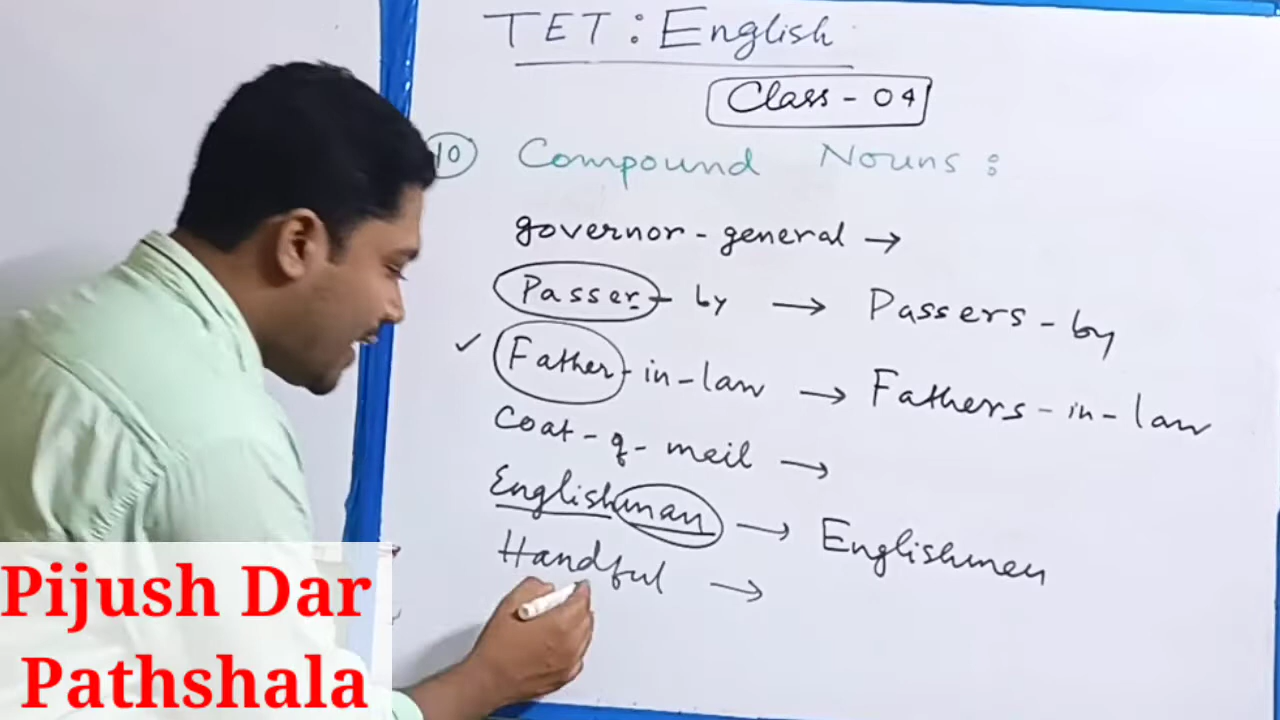 TET : English
Class - 04
10 Compound Nouns :
governor - general →
Passer - by → Passers - by
✓ Father - in - law → Fathers - in - law
Coat - of - mail →
Englishman → Englishmen
Handful →
Pijush Dar
Pathshala